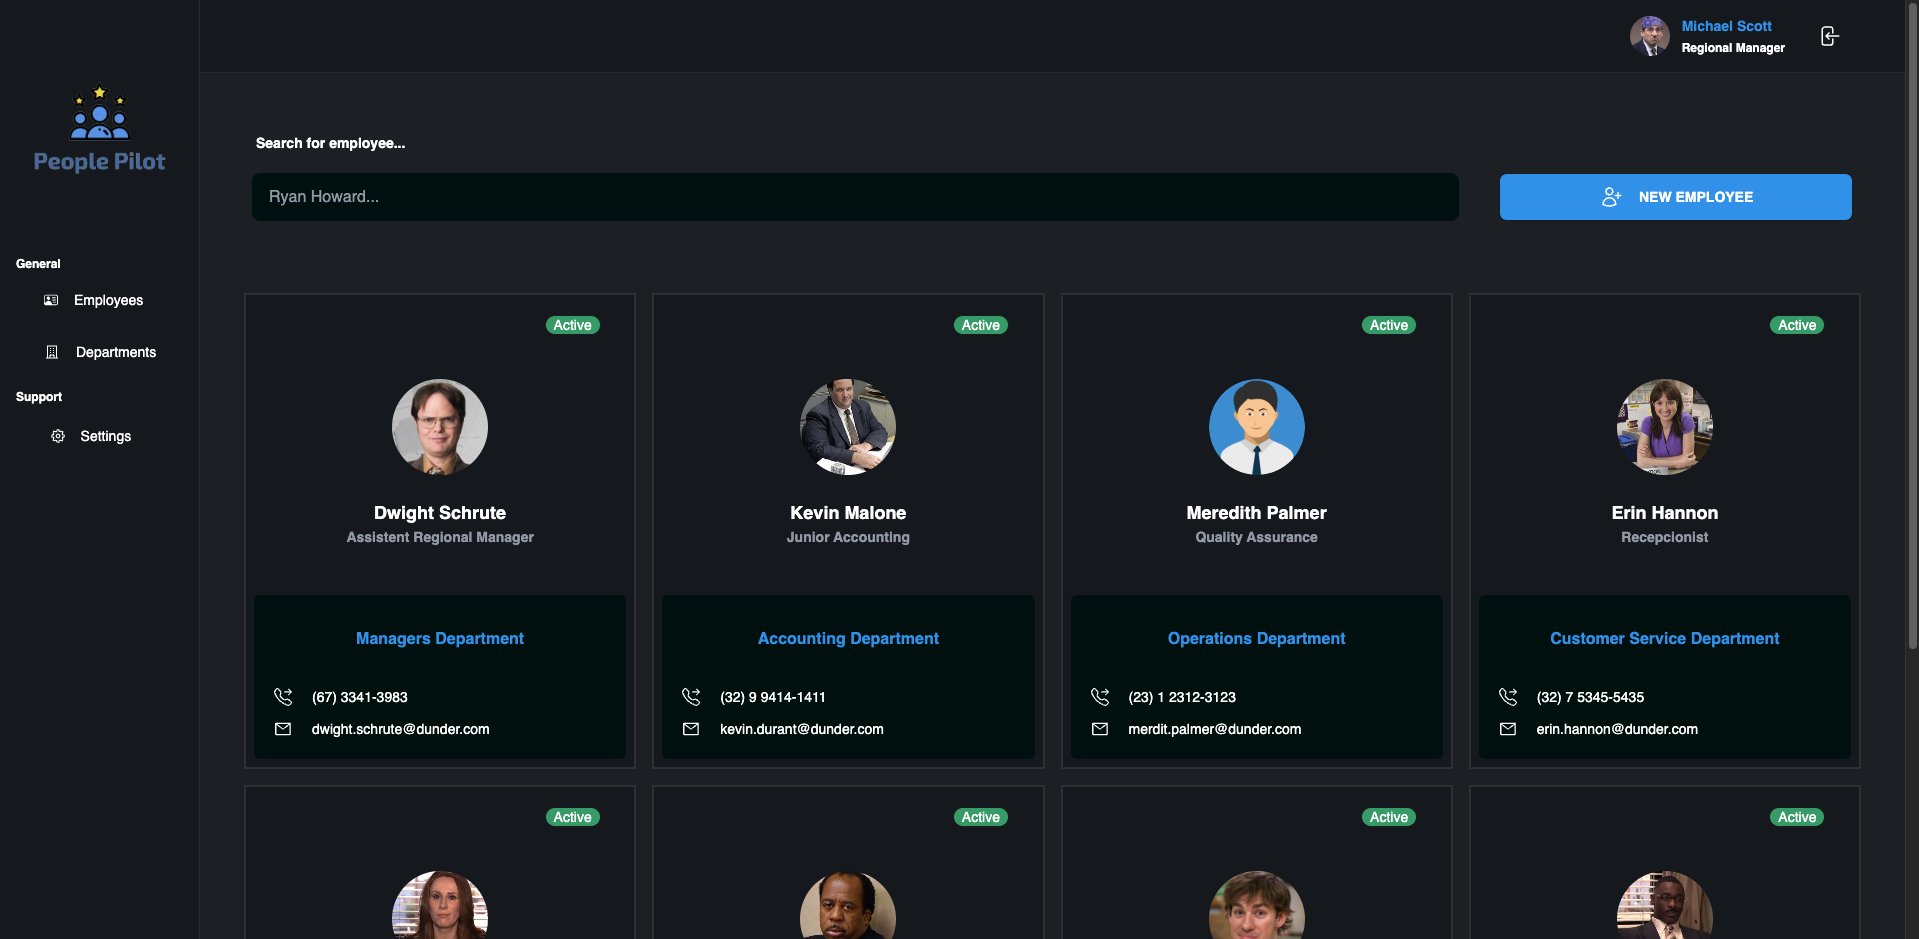 Michael Scott
Regional Manager
People Pilot
General
Employees
Departments
Support
Settings
Search for employee...
Ryan Howard...
NEW EMPLOYEE
Active
Dwight Schrute
Assistent Regional Manager
Managers Department
(67) 3341-3983
dwight.schrute@dunder.com
Active
Kevin Malone
Junior Accounting
Accounting Department
(32) 9 9414-1411
kevin.durant@dunder.com
Active
Meredith Palmer
Quality Assurance
Operations Department
(23) 1 2312-3123
merdit.palmer@dunder.com
Active
Erin Hannon
Recepcionist
Customer Service Department
(32) 7 5345-5435
erin.hannon@dunder.com
Active
Active
Active
Active